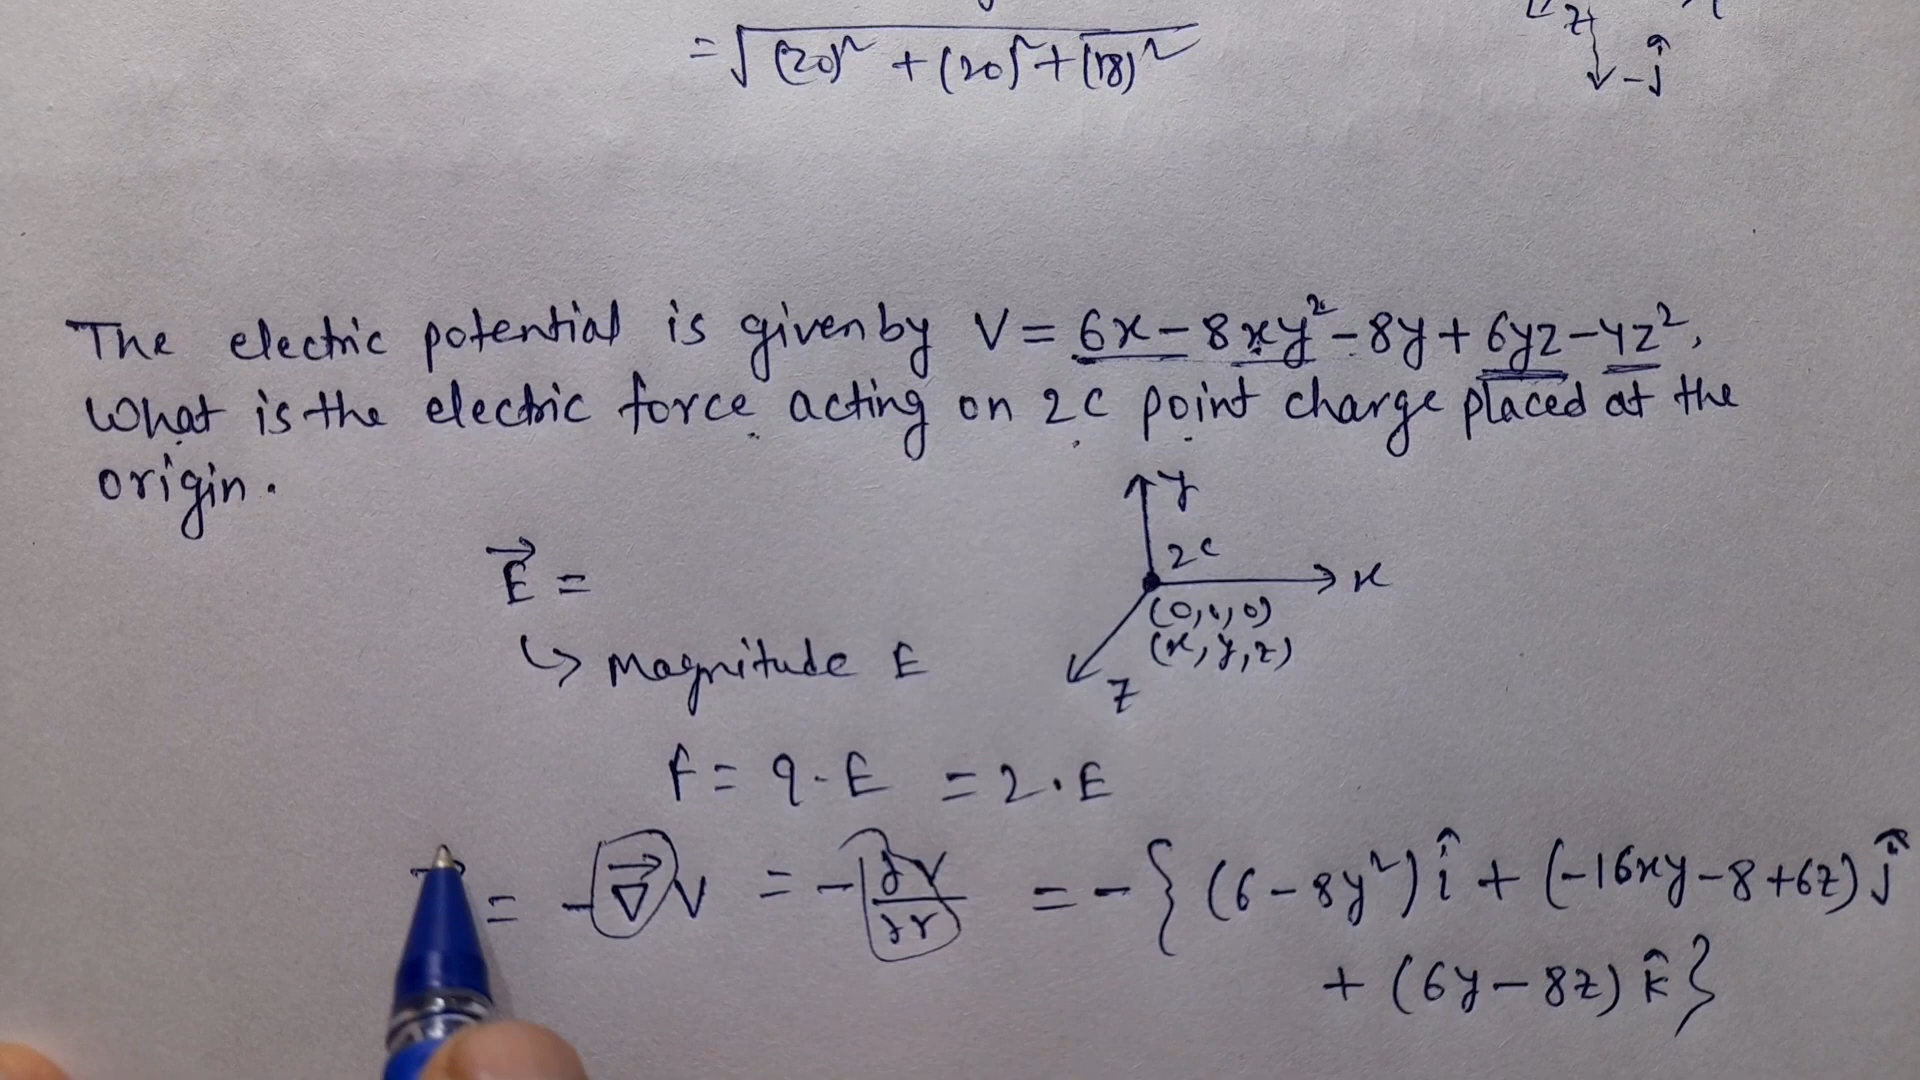 = √(20)² + (20)² + (18)²
z
-ĵ
The electric potential is given by V = 6x - 8xy² - 8y + 6yz - 4z².
What is the electric force acting on 2C point charge placed at the
origin.
y
E⃗ =
2C
x
(0,0,0)
(x, y, z)
↳ Magnitude E
z
F = q·E = 2·E
= -∇⃗V = -∂V/∂r = -{(6-8y²)î + (-16xy-8+6z)ĵ
+ (6y-8z)k̂}